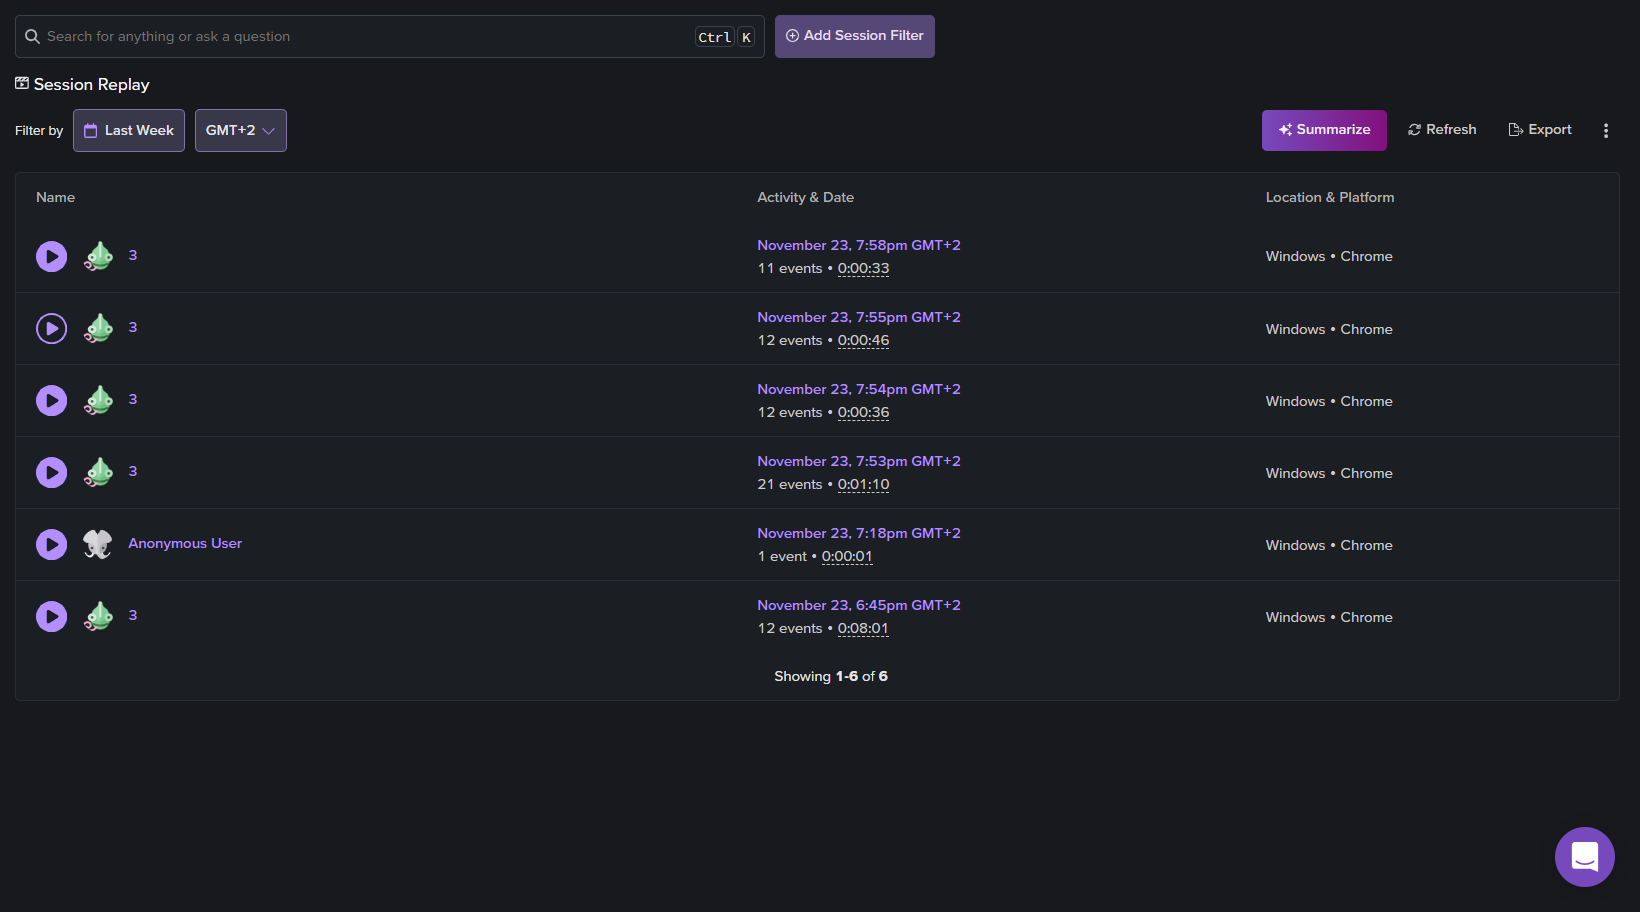 Search for anything or ask a question Ctrl K Add Session Filter
Session Replay
Filter by Last Week GMT+2 Summarize Refresh Export
Name Activity & Date Location & Platform
3 November 23, 7:58pm GMT+2
11 events • 0:00:33 Windows • Chrome
3 November 23, 7:55pm GMT+2
12 events • 0:00:46 Windows • Chrome
3 November 23, 7:54pm GMT+2
12 events • 0:00:36 Windows • Chrome
3 November 23, 7:53pm GMT+2
21 events • 0:01:10 Windows • Chrome
Anonymous User November 23, 7:18pm GMT+2
1 event • 0:00:01 Windows • Chrome
3 November 23, 6:45pm GMT+2
12 events • 0:08:01 Windows • Chrome
Showing 1-6 of 6